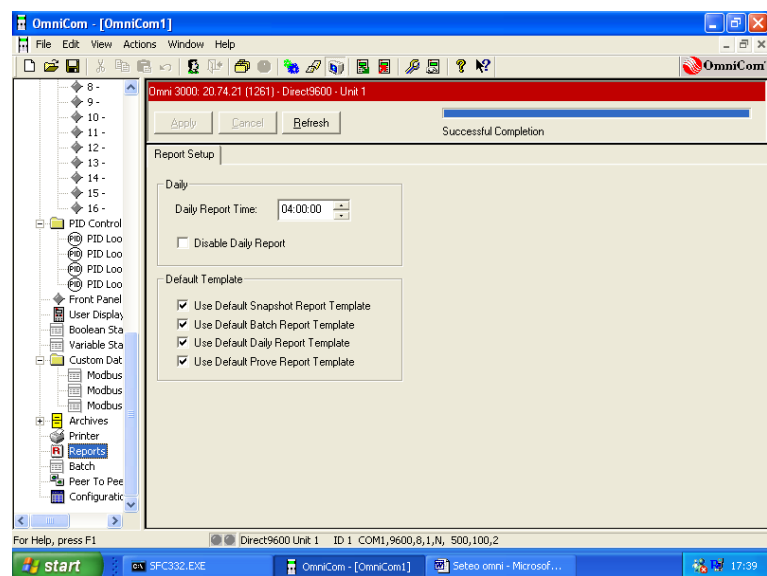 OmniCom - [OmniCom1]
File Edit View Actions Window Help
OmniCom
8 -
9 -
10 -
11 -
12 -
13 -
14 -
15 -
16 -
PID Control
PID PID Loo
PID PID Loo
PID PID Loo
PID PID Loo
Front Panel
User Display
Boolean Sta
Variable Sta
Custom Dat
Modbus
Modbus
Modbus
Archives
Printer
R Reports
Batch
Peer To Pee
Configuratic
Omni 3000: 20.74.21 (1261) - Direct9600 - Unit 1
Apply Cancel Refresh
Successful Completion
Report Setup
Daily
Daily Report Time: 04:00:00
Disable Daily Report
Default Template
Use Default Snapshot Report Template
Use Default Batch Report Template
Use Default Daily Report Template
Use Default Prove Report Template
For Help, press F1 Direct9600 Unit 1 ID 1 COM1,9600,8,1,N, 500,100,2
start SFC332.EXE OmniCom - [OmniCom1] Seteo omni - Microsof... 17:39